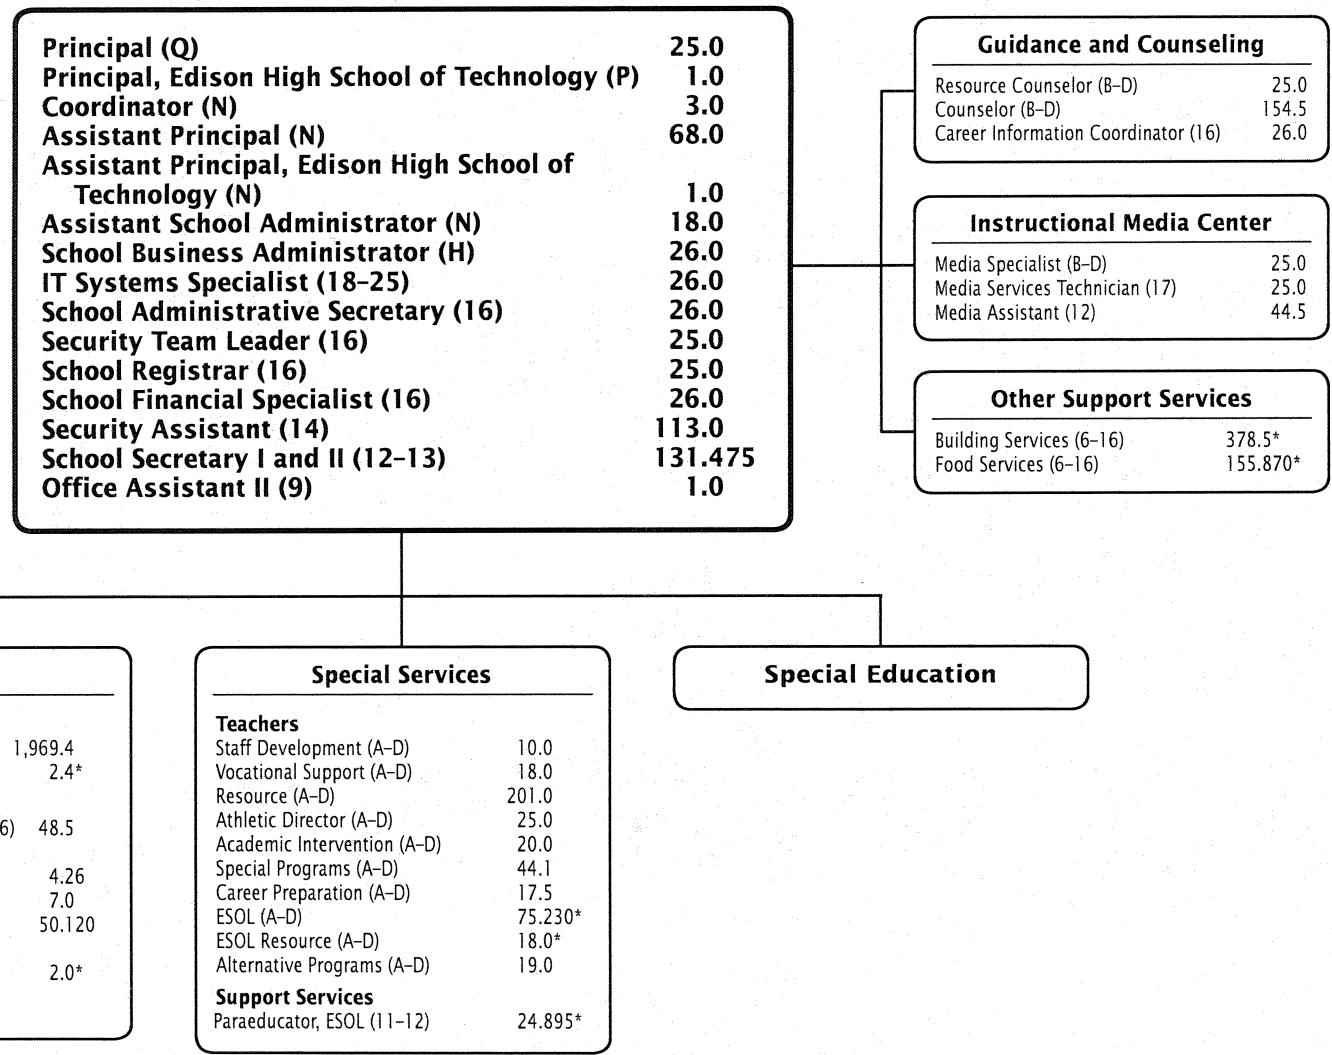 Principal (Q) 25.0
Principal, Edison High School of Technology (P) 1.0
Coordinator (N) 3.0
Assistant Principal (N) 68.0
Assistant Principal, Edison High School of
Technology (N) 1.0
Assistant School Administrator (N) 18.0
School Business Administrator (H) 26.0
IT Systems Specialist (18–25) 26.0
School Administrative Secretary (16) 26.0
Security Team Leader (16) 25.0
School Registrar (16) 25.0
School Financial Specialist (16) 26.0
Security Assistant (14) 113.0
School Secretary I and II (12–13) 131.475
Office Assistant II (9) 1.0
Guidance and Counseling
Resource Counselor (B–D) 25.0
Counselor (B–D) 154.5
Career Information Coordinator (16) 26.0
Instructional Media Center
Media Specialist (B–D) 25.0
Media Services Technician (17) 25.0
Media Assistant (12) 44.5
Other Support Services
Building Services (6–16) 378.5*
Food Services (6–16) 155.870*
1,969.4
2.4*
6) 48.5
4.26
7.0
50.120
2.0*
Special Services
Teachers
Staff Development (A–D) 10.0
Vocational Support (A–D) 18.0
Resource (A–D) 201.0
Athletic Director (A–D) 25.0
Academic Intervention (A–D) 20.0
Special Programs (A–D) 44.1
Career Preparation (A–D) 17.5
ESOL (A–D) 75.230*
ESOL Resource (A–D) 18.0*
Alternative Programs (A–D) 19.0
Support Services
Paraeducator, ESOL (11–12) 24.895*
Special Education